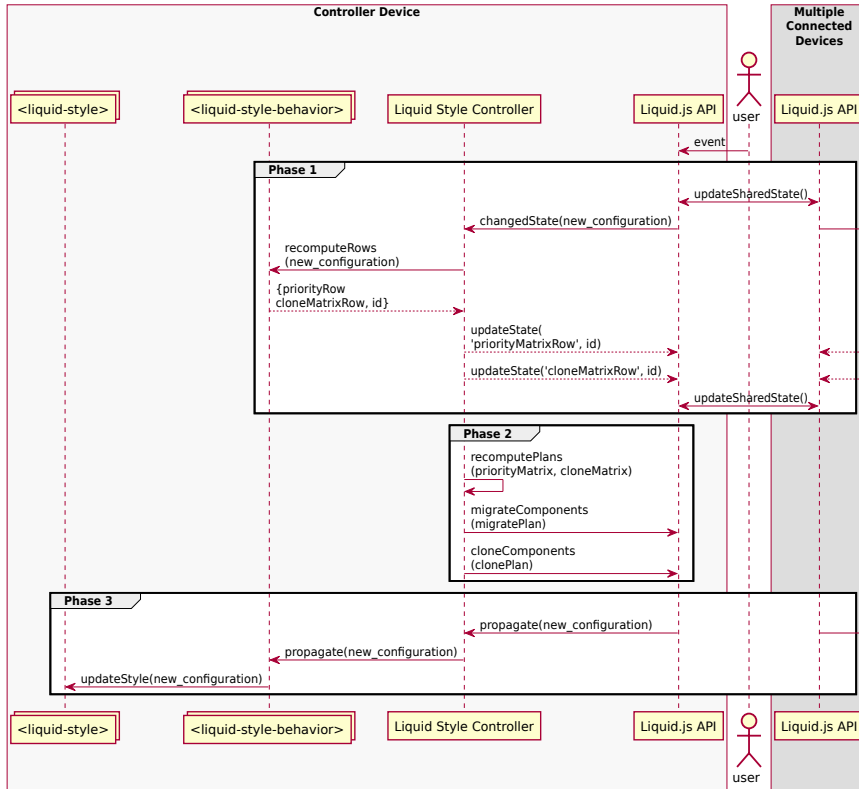 Controller Device
Multiple
Connected
Devices
<liquid-style>
<liquid-style-behavior>
Liquid Style Controller
Liquid.js API
user
Liquid.js API
event
Phase 1
updateSharedState()
changedState(new_configuration)
recomputeRows
(new_configuration)
{priorityRow
cloneMatrixRow, id}
updateState(
'priorityMatrixRow', id)
updateState('cloneMatrixRow', id)
updateSharedState()
Phase 2
recomputePlans
(priorityMatrix, cloneMatrix)
migrateComponents
(migratePlan)
cloneComponents
(clonePlan)
Phase 3
propagate(new_configuration)
propagate(new_configuration)
updateStyle(new_configuration)
<liquid-style>
<liquid-style-behavior>
Liquid Style Controller
Liquid.js API
user
Liquid.js API